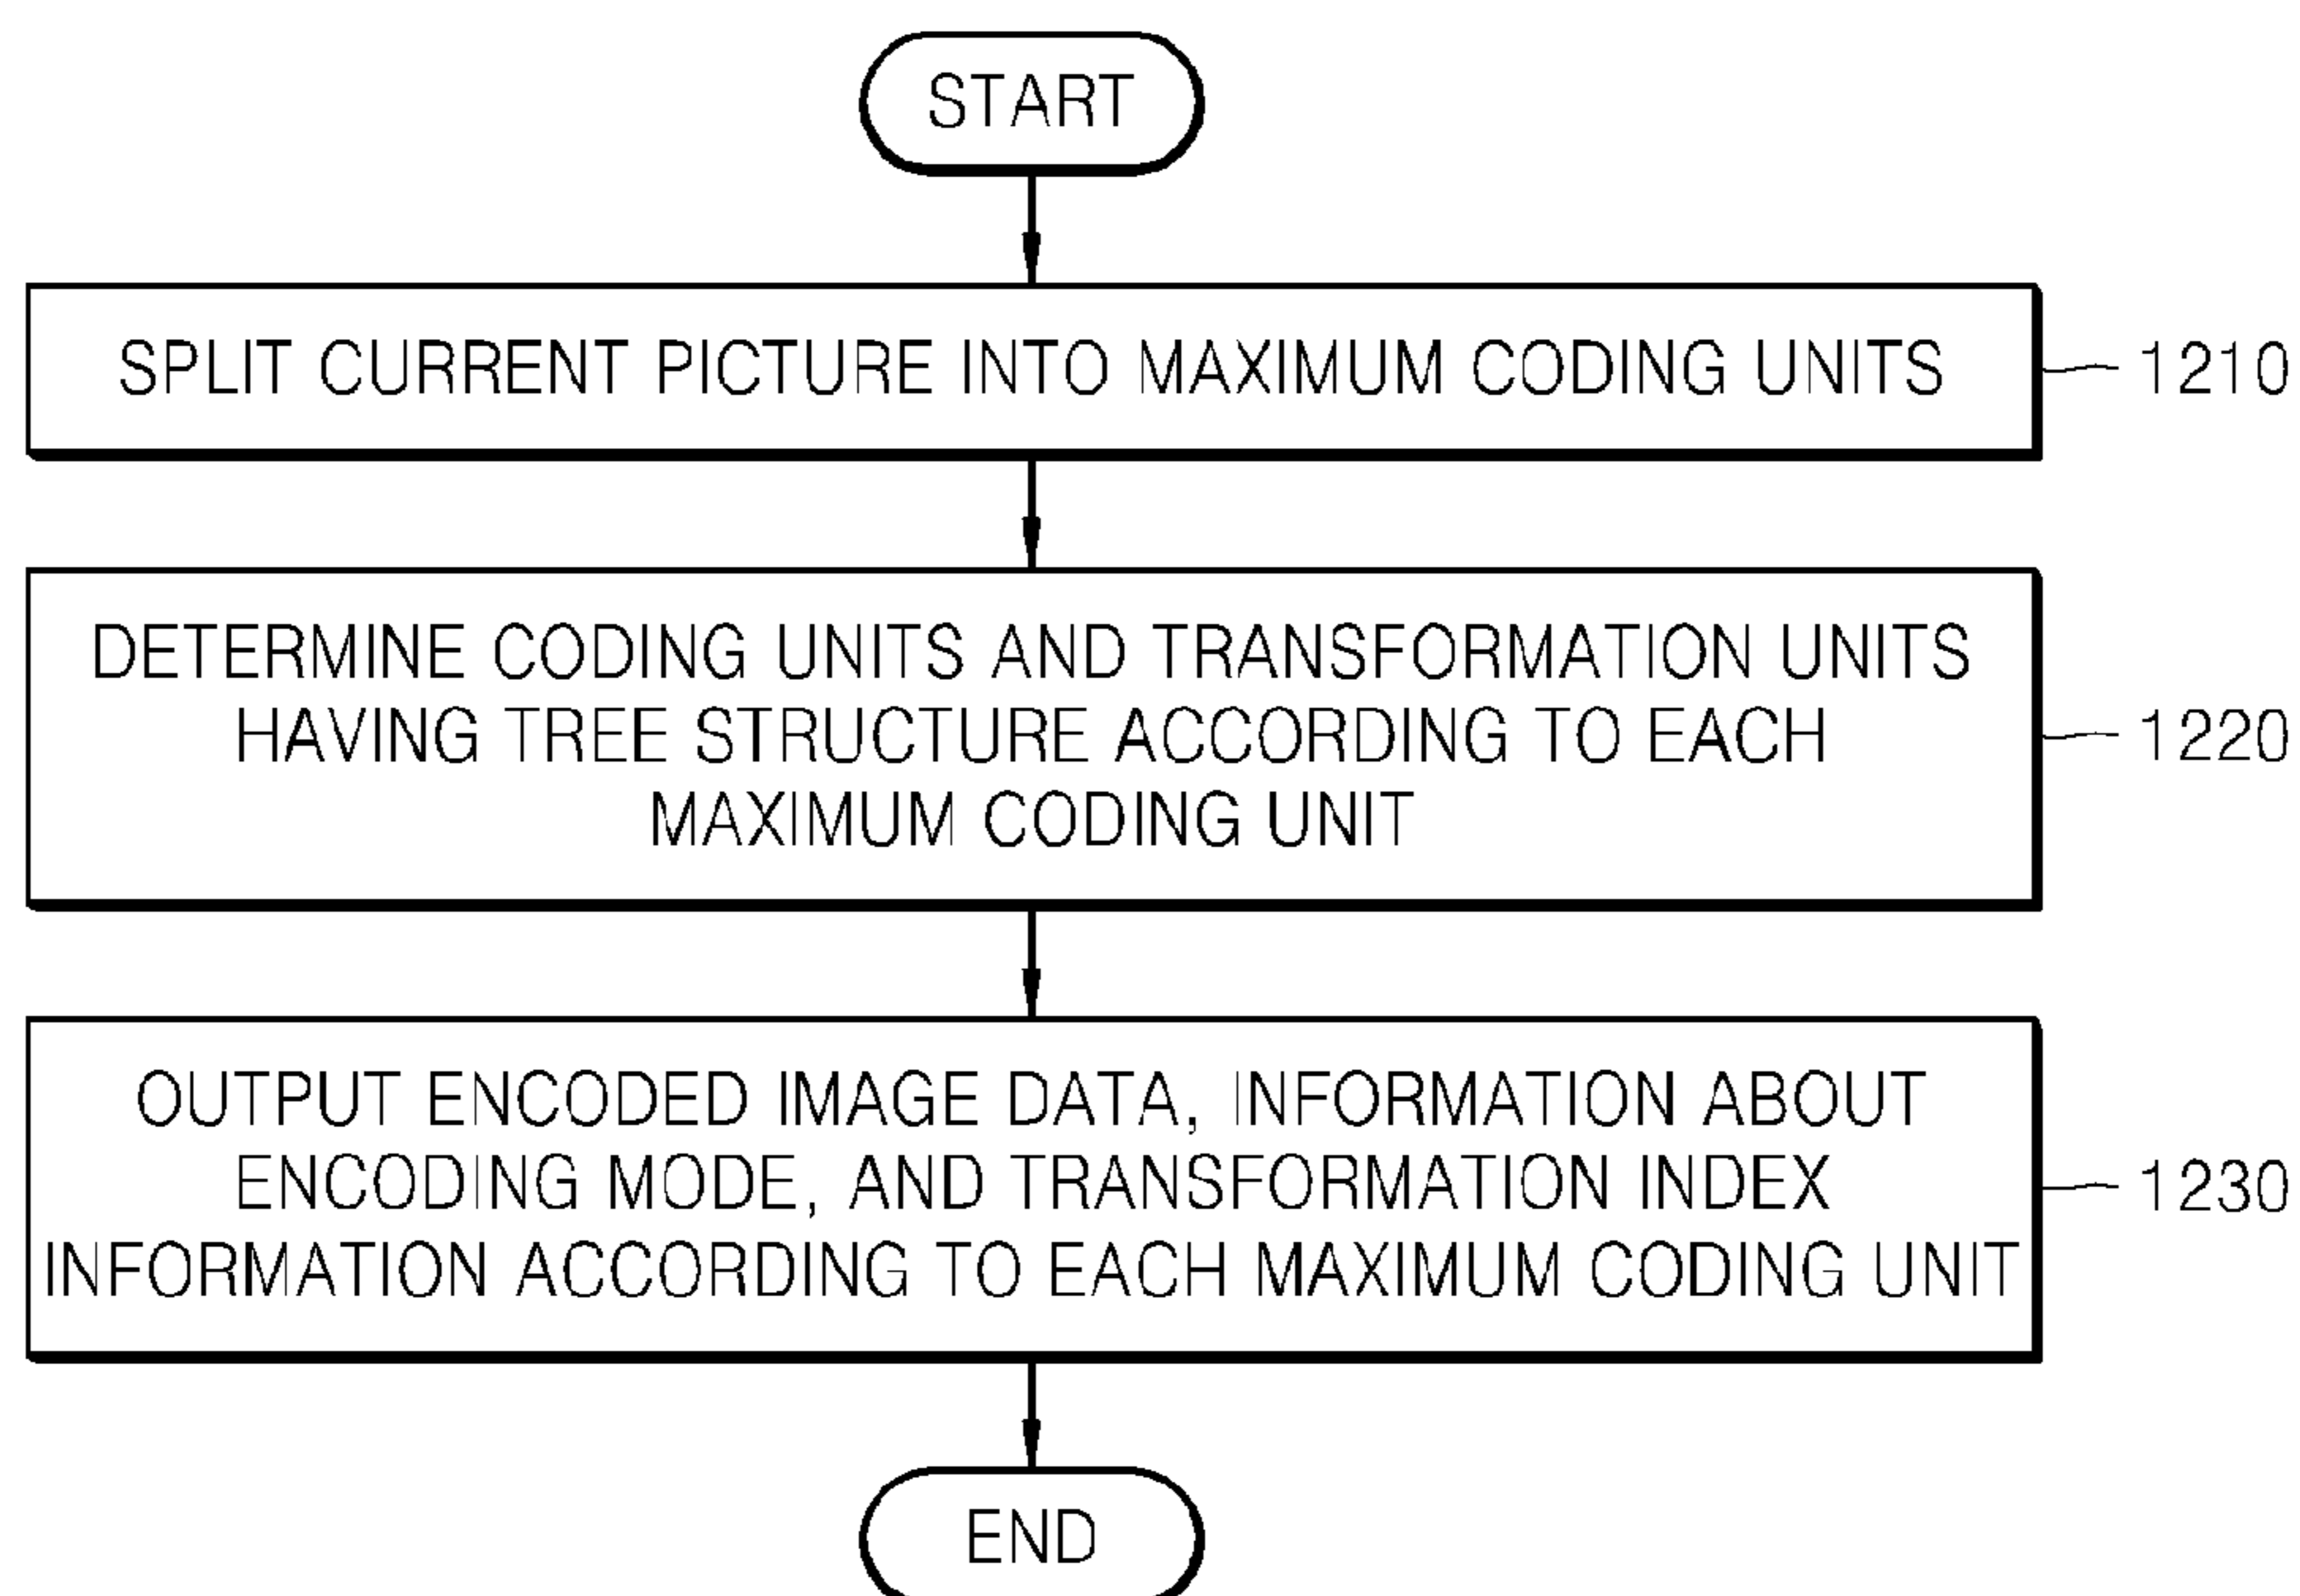 START
SPLIT CURRENT PICTURE INTO MAXIMUM CODING UNITS
1210
DETERMINE CODING UNITS AND TRANSFORMATION UNITS
HAVING TREE STRUCTURE ACCORDING TO EACH
MAXIMUM CODING UNIT
1220
OUTPUT ENCODED IMAGE DATA, INFORMATION ABOUT
ENCODING MODE, AND TRANSFORMATION INDEX
INFORMATION ACCORDING TO EACH MAXIMUM CODING UNIT
1230
END